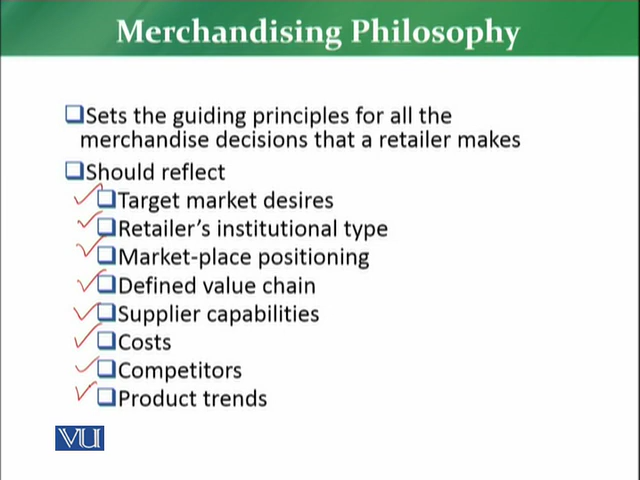 Merchandising Philosophy
Sets the guiding principles for all the
merchandise decisions that a retailer makes
Should reflect
Target market desires
Retailer's institutional type
Market-place positioning
Defined value chain
Supplier capabilities
Costs
Competitors
Product trends
VU